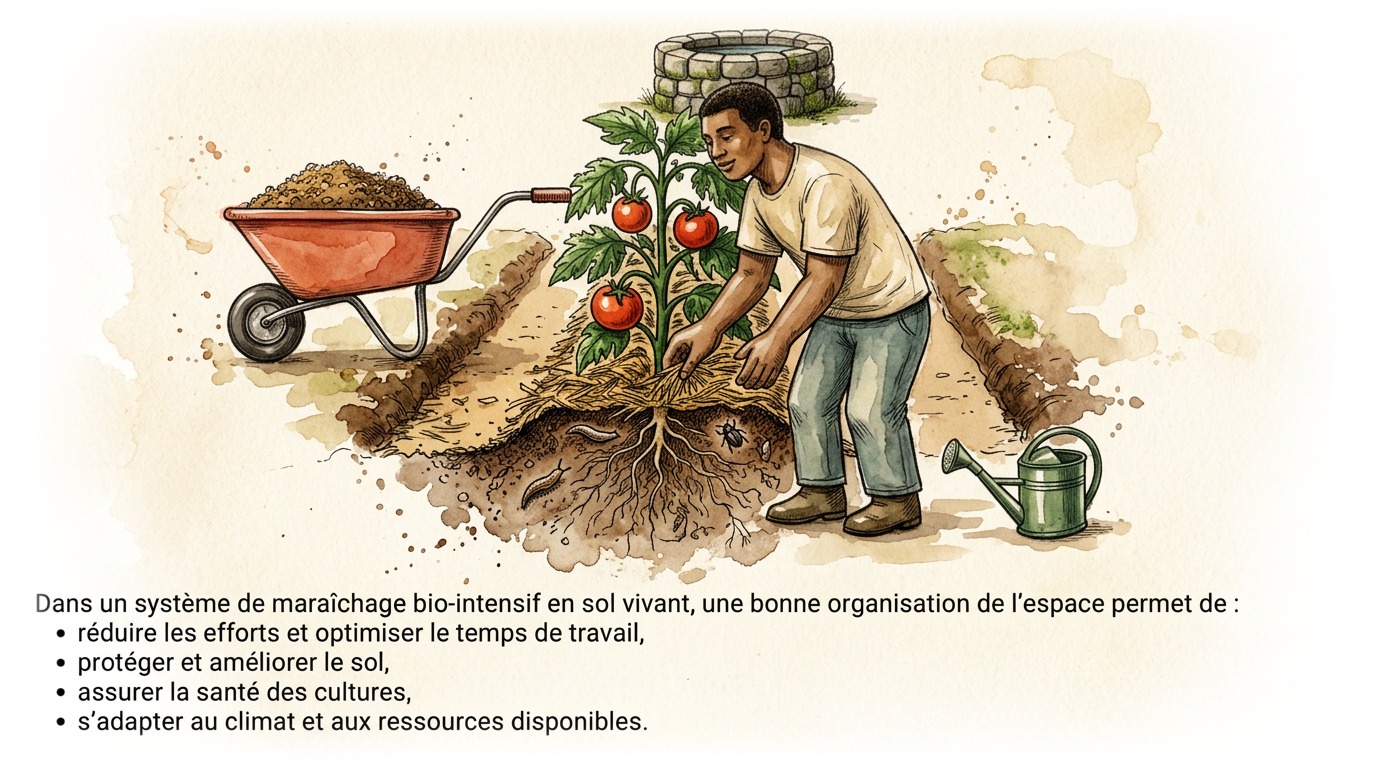 Dans un système de maraîchage bio-intensif en sol vivant, une bonne organisation de l’espace permet de :
• réduire les efforts et optimiser le temps de travail,
• protéger et améliorer le sol,
• assurer la santé des cultures,
• s’adapter au climat et aux ressources disponibles.